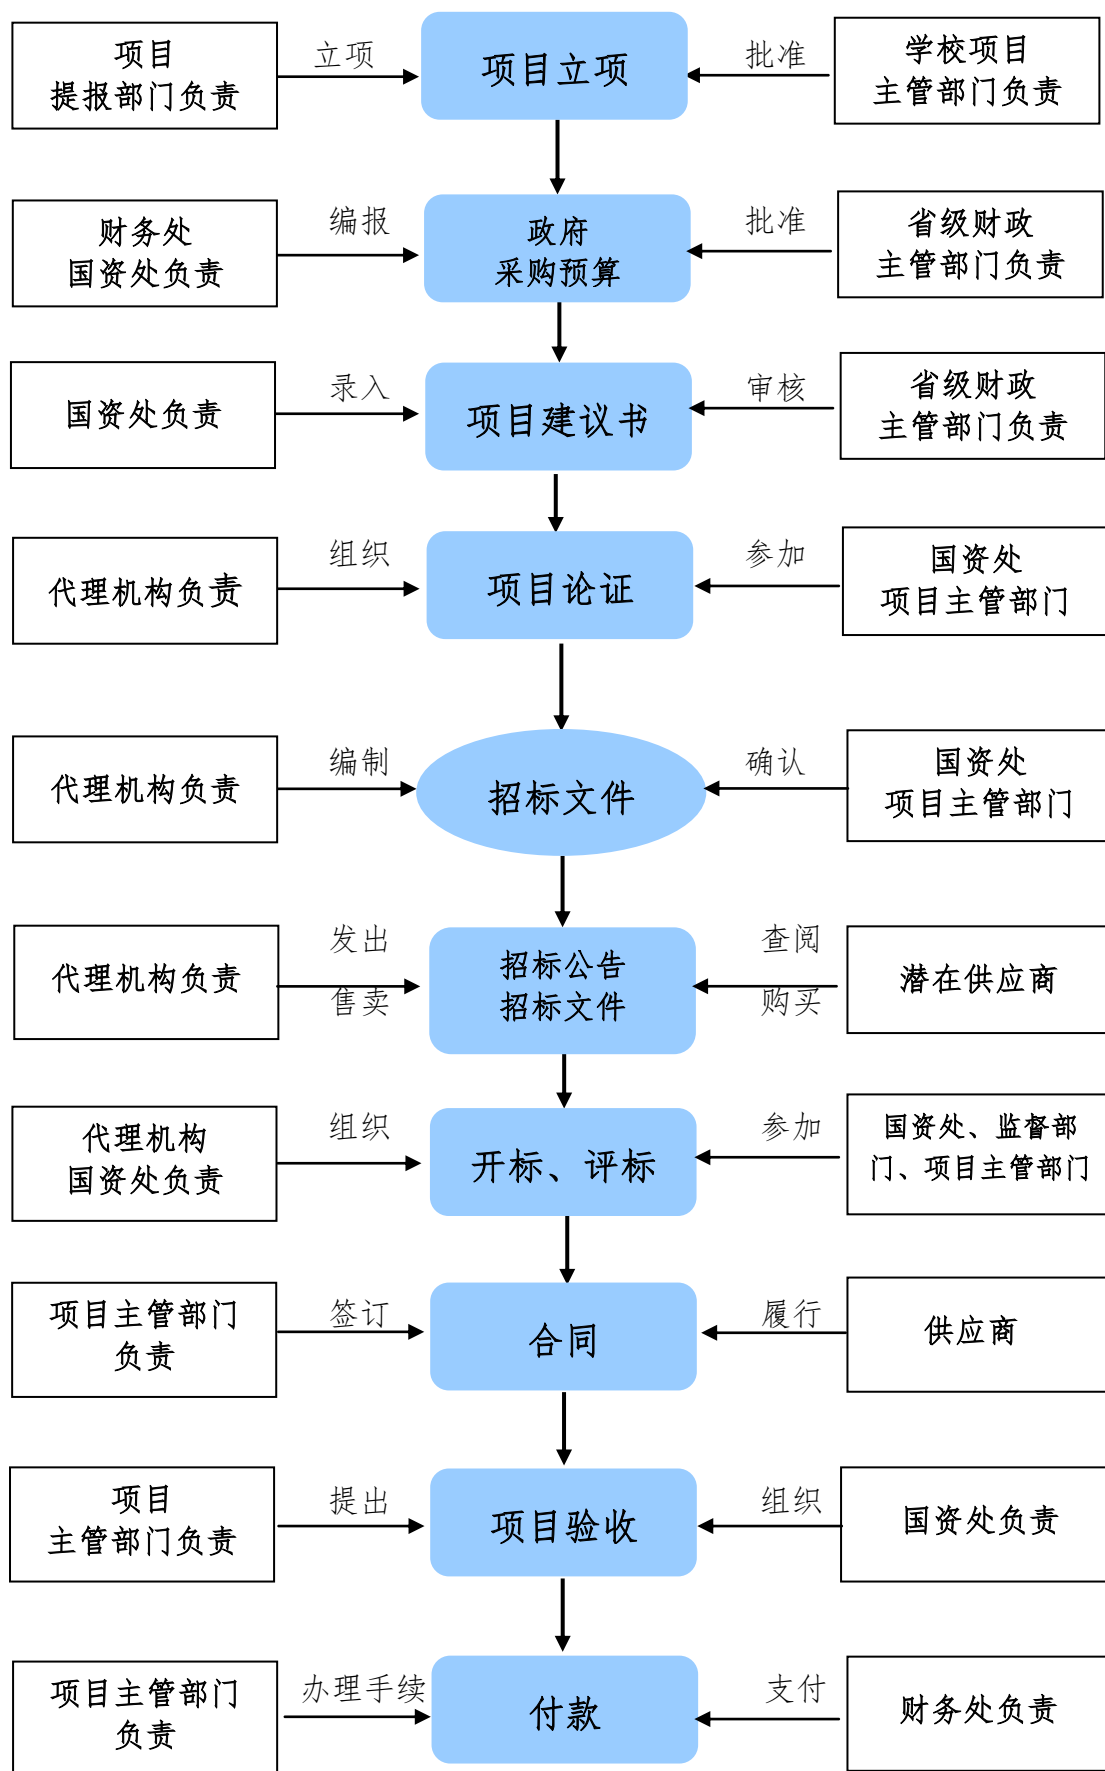 项目
提报部门负责
立项
项目立项
批准
学校项目
主管部门负责
财务处
国资处负责
编报
政府
采购预算
批准
省级财政
主管部门负责
国资处负责
录入
项目建议书
审核
省级财政
主管部门负责
代理机构负责
组织
项目论证
参加
国资处
项目主管部门
代理机构负责
编制
招标文件
确认
国资处
项目主管部门
代理机构负责
发出
售卖
招标公告
招标文件
查阅
购买
潜在供应商
代理机构
国资处负责
组织
开标、评标
参加
国资处、监督部
门、项目主管部门
项目主管部门
负责
签订
合同
履行
供应商
项目
主管部门负责
提出
项目验收
组织
国资处负责
项目主管部门
负责
办理手续
付款
支付
财务处负责